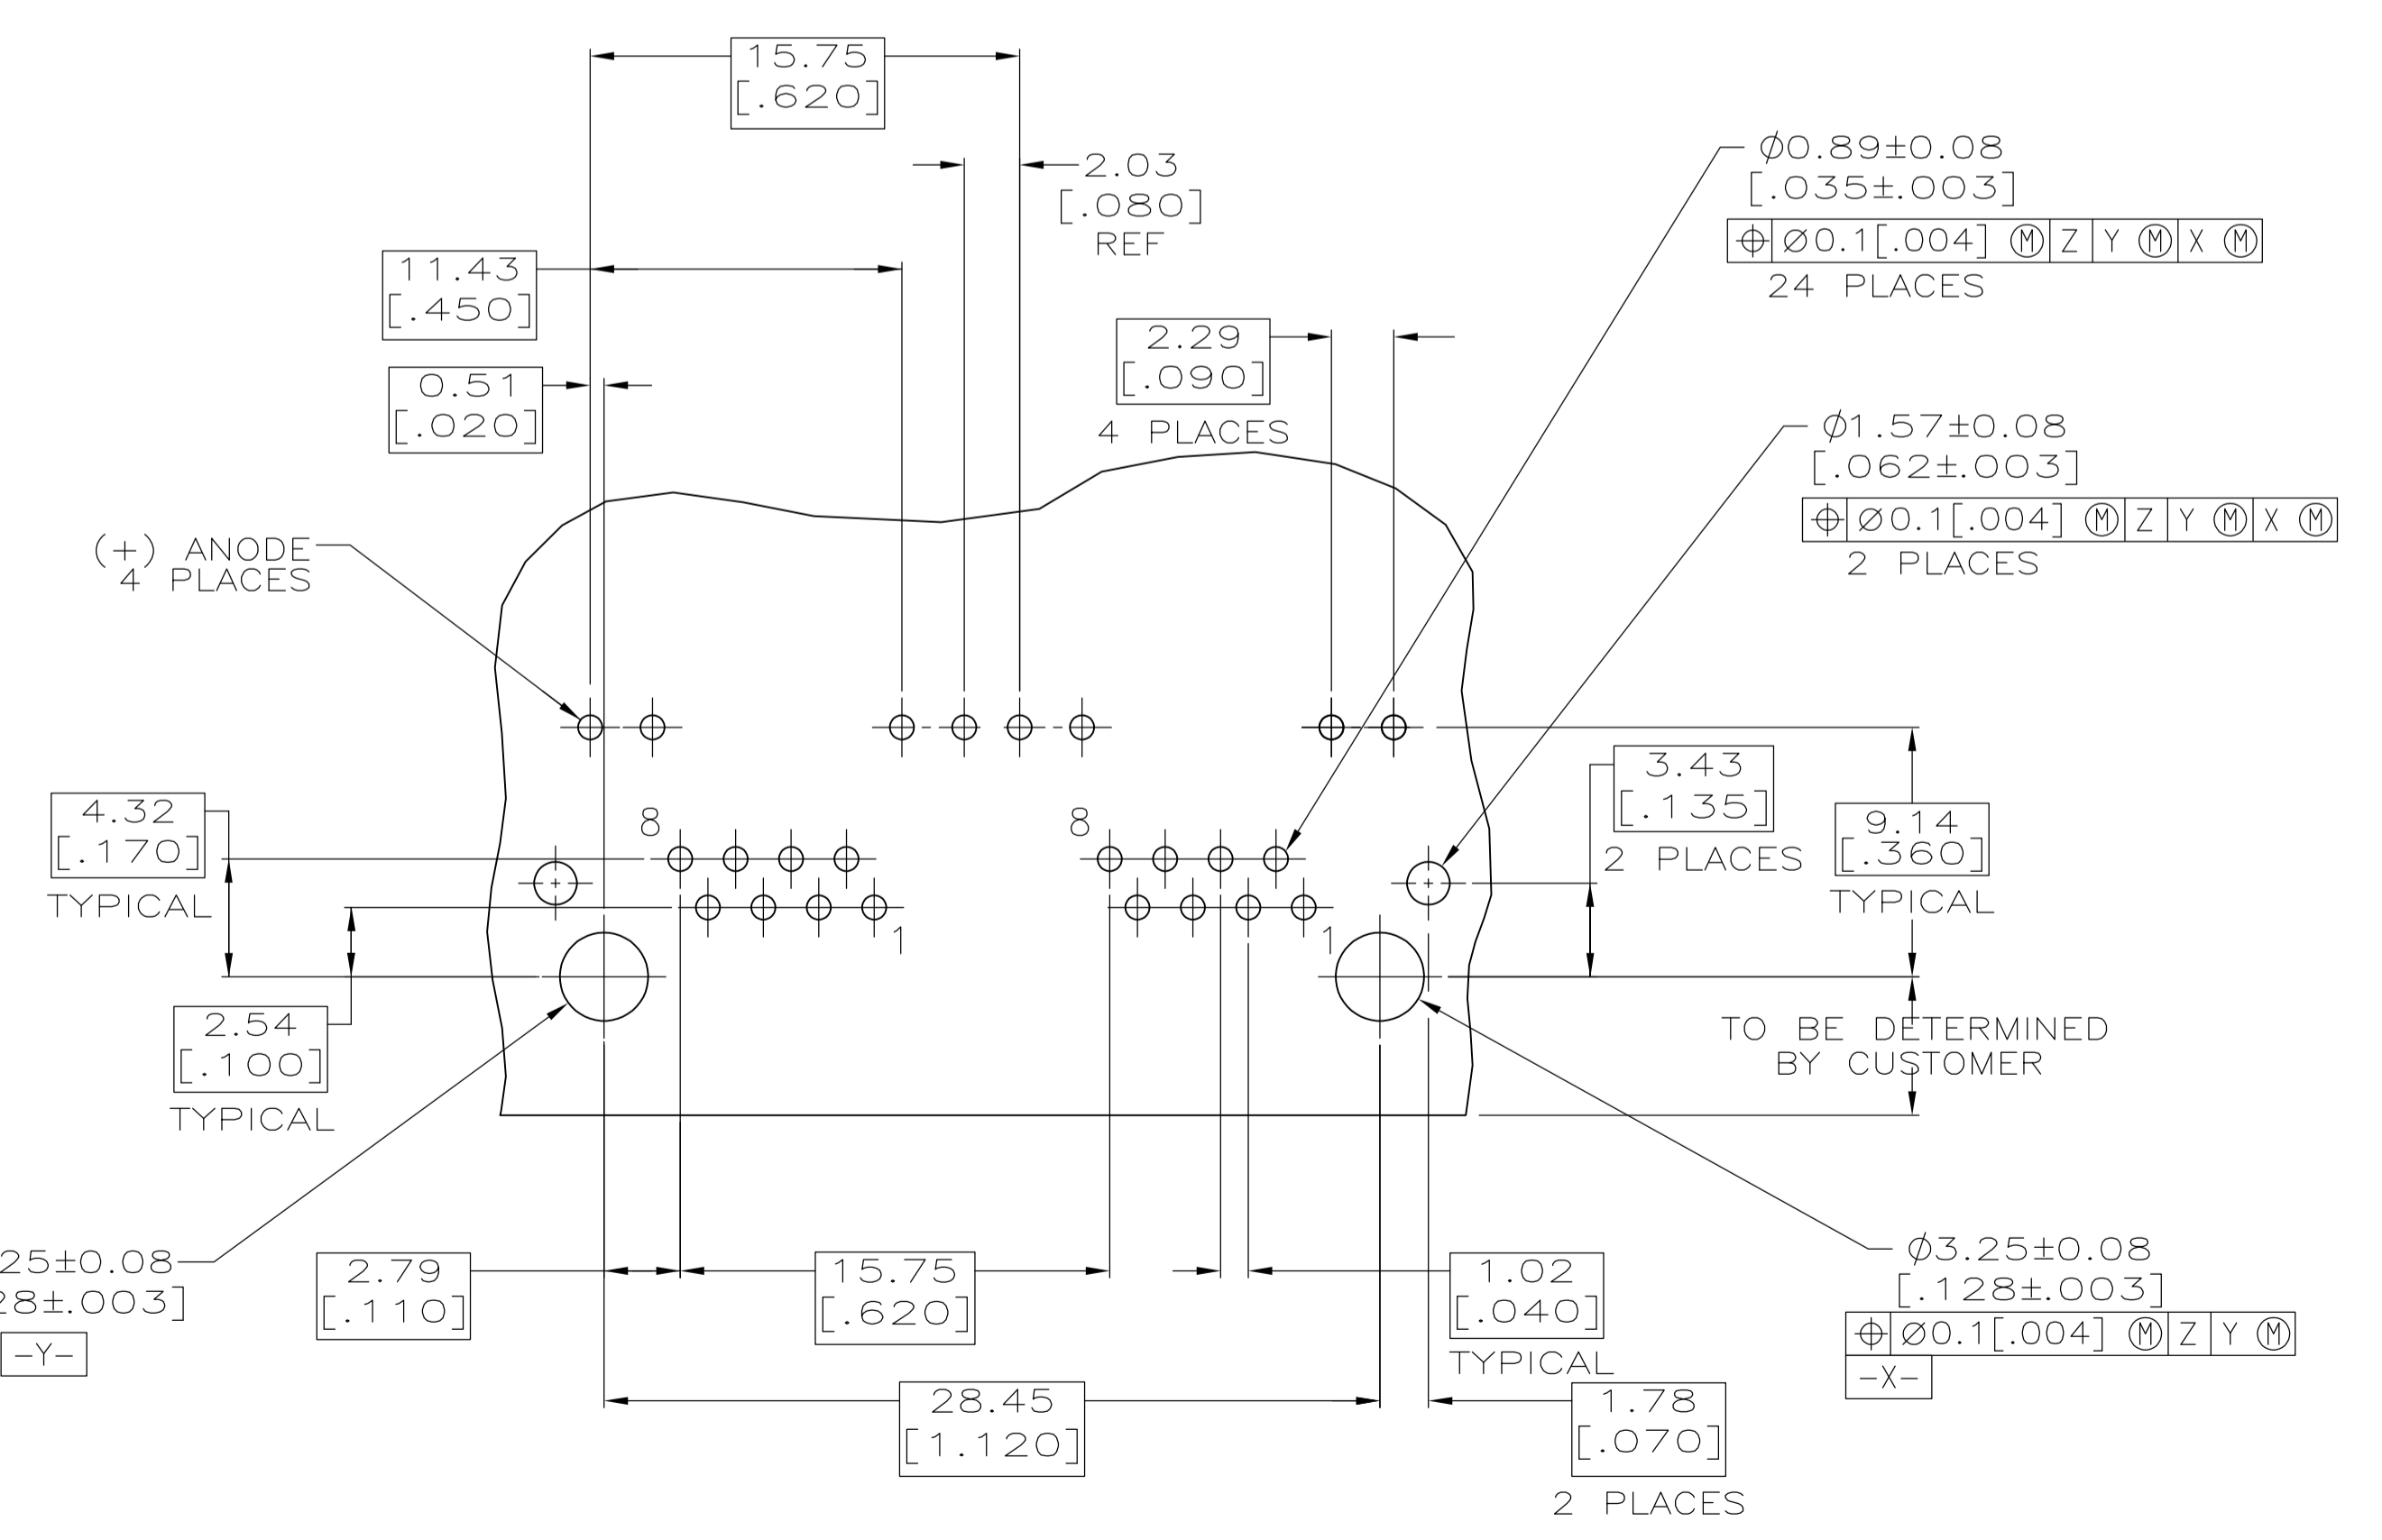 15.75
[.620]
2.03
[.080]
REF
11.43
[.450]
0.51
[.020]
2.29
[.090]
4 PLACES
Ø0.89±0.08
[.035±.003]
⌖ Ø0.1[.004] Ⓜ Z Y Ⓜ X Ⓜ
24 PLACES
Ø1.57±0.08
[.062±.003]
⌖ Ø0.1[.004] Ⓜ Z Y Ⓜ X Ⓜ
2 PLACES
(+) ANODE
4 PLACES
4.32
[.170]
TYPICAL
8
8
3.43
[.135]
2 PLACES
9.14
[.360]
TYPICAL
1
1
2.54
[.100]
TYPICAL
TO BE DETERMINED
BY CUSTOMER
25±0.08
28±.003]
-Y-
2.79
[.110]
15.75
[.620]
1.02
[.040]
TYPICAL
Ø3.25±0.08
[.128±.003]
⌖ Ø0.1[.004] Ⓜ Z Y Ⓜ
-X-
28.45
[1.120]
1.78
[.070]
2 PLACES